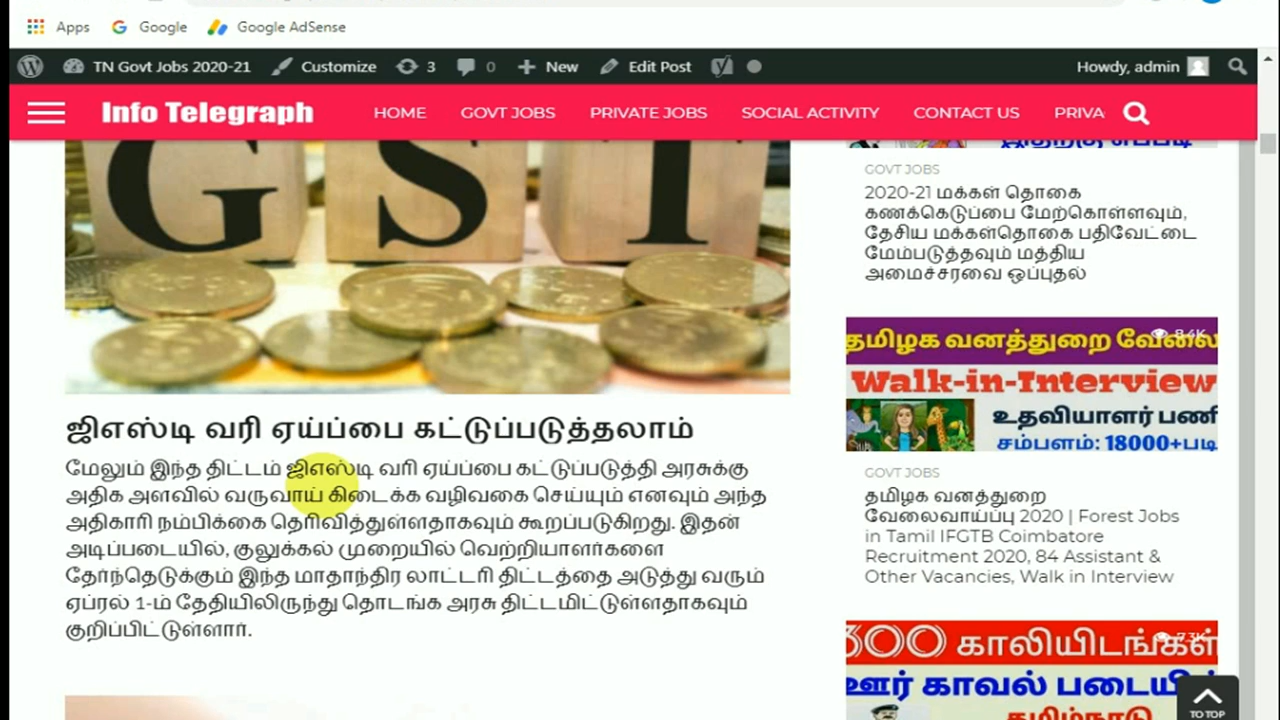 Apps Google Google AdSense
TN Govt Jobs 2020-21 Customize 3 0 New Edit Post Howdy, admin
Info Telegraph HOME GOVT JOBS PRIVATE JOBS SOCIAL ACTIVITY CONTACT US PRIVA
GST
ஜிஎஸ்டி வரி ஏய்ப்பை கட்டுப்படுத்தலாம்
மேலும் இந்த திட்டம் ஜிஎஸ்டி வரி ஏய்ப்பை கட்டுப்படுத்தி அரசுக்கு
அதிக அளவில் வருவாய் கிடைக்க வழிவகை செய்யும் எனவும் அந்த
அதிகாரி நம்பிக்கை தெரிவித்துள்ளதாகவும் கூறப்படுகிறது. இதன்
அடிப்படையில், குலுக்கல் முறையில் வெற்றியாளர்களை
தேர்ந்தெடுக்கும் இந்த மாதாந்திர லாட்டரி திட்டத்தை அடுத்து வரும்
ஏப்ரல் 1-ம் தேதியிலிருந்து தொடங்க அரசு திட்டமிட்டுள்ளதாகவும்
குறிப்பிட்டுள்ளார்.
GOVT JOBS
2020-21 மக்கள் தொகை
கணக்கெடுப்பை மேற்கொள்ளவும்,
தேசிய மக்கள்தொகை பதிவேட்டை
மேம்படுத்தவும் மத்திய
அமைச்சரவை ஒப்புதல்
8.4K
தமிழக வனத்துறை வேலை
Walk-in-Interview
உதவியாளர் பணி
சம்பளம்: 18000+படி
GOVT JOBS
தமிழக வனத்துறை
வேலைவாய்ப்பு 2020 | Forest Jobs
in Tamil IFGTB Coimbatore
Recruitment 2020, 84 Assistant &
Other Vacancies, Walk in Interview
7.3K
300 காலியிடங்கள்
ஊர் காவல் படையில்
தமிழ்நாடு
TO TOP